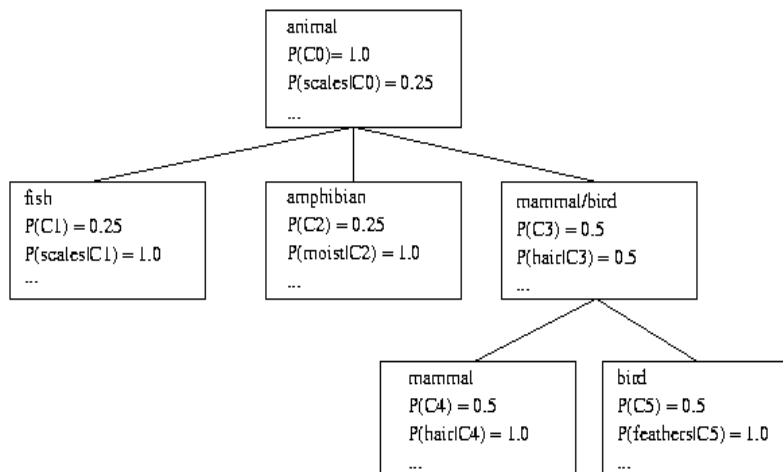 animal
P(C0)= 1.0
P(scales|C0) = 0.25
...
fish
P(C1) = 0.25
P(scales|C1) = 1.0
...
amphibian
P(C2) = 0.25
P(moist|C2) = 1.0
...
mammal/bird
P(C3) = 0.5
P(hair|C3) = 0.5
...
mammal
P(C4) = 0.5
P(hair|C4) = 1.0
...
bird
P(C5) = 0.5
P(feathers|C5) = 1.0
...